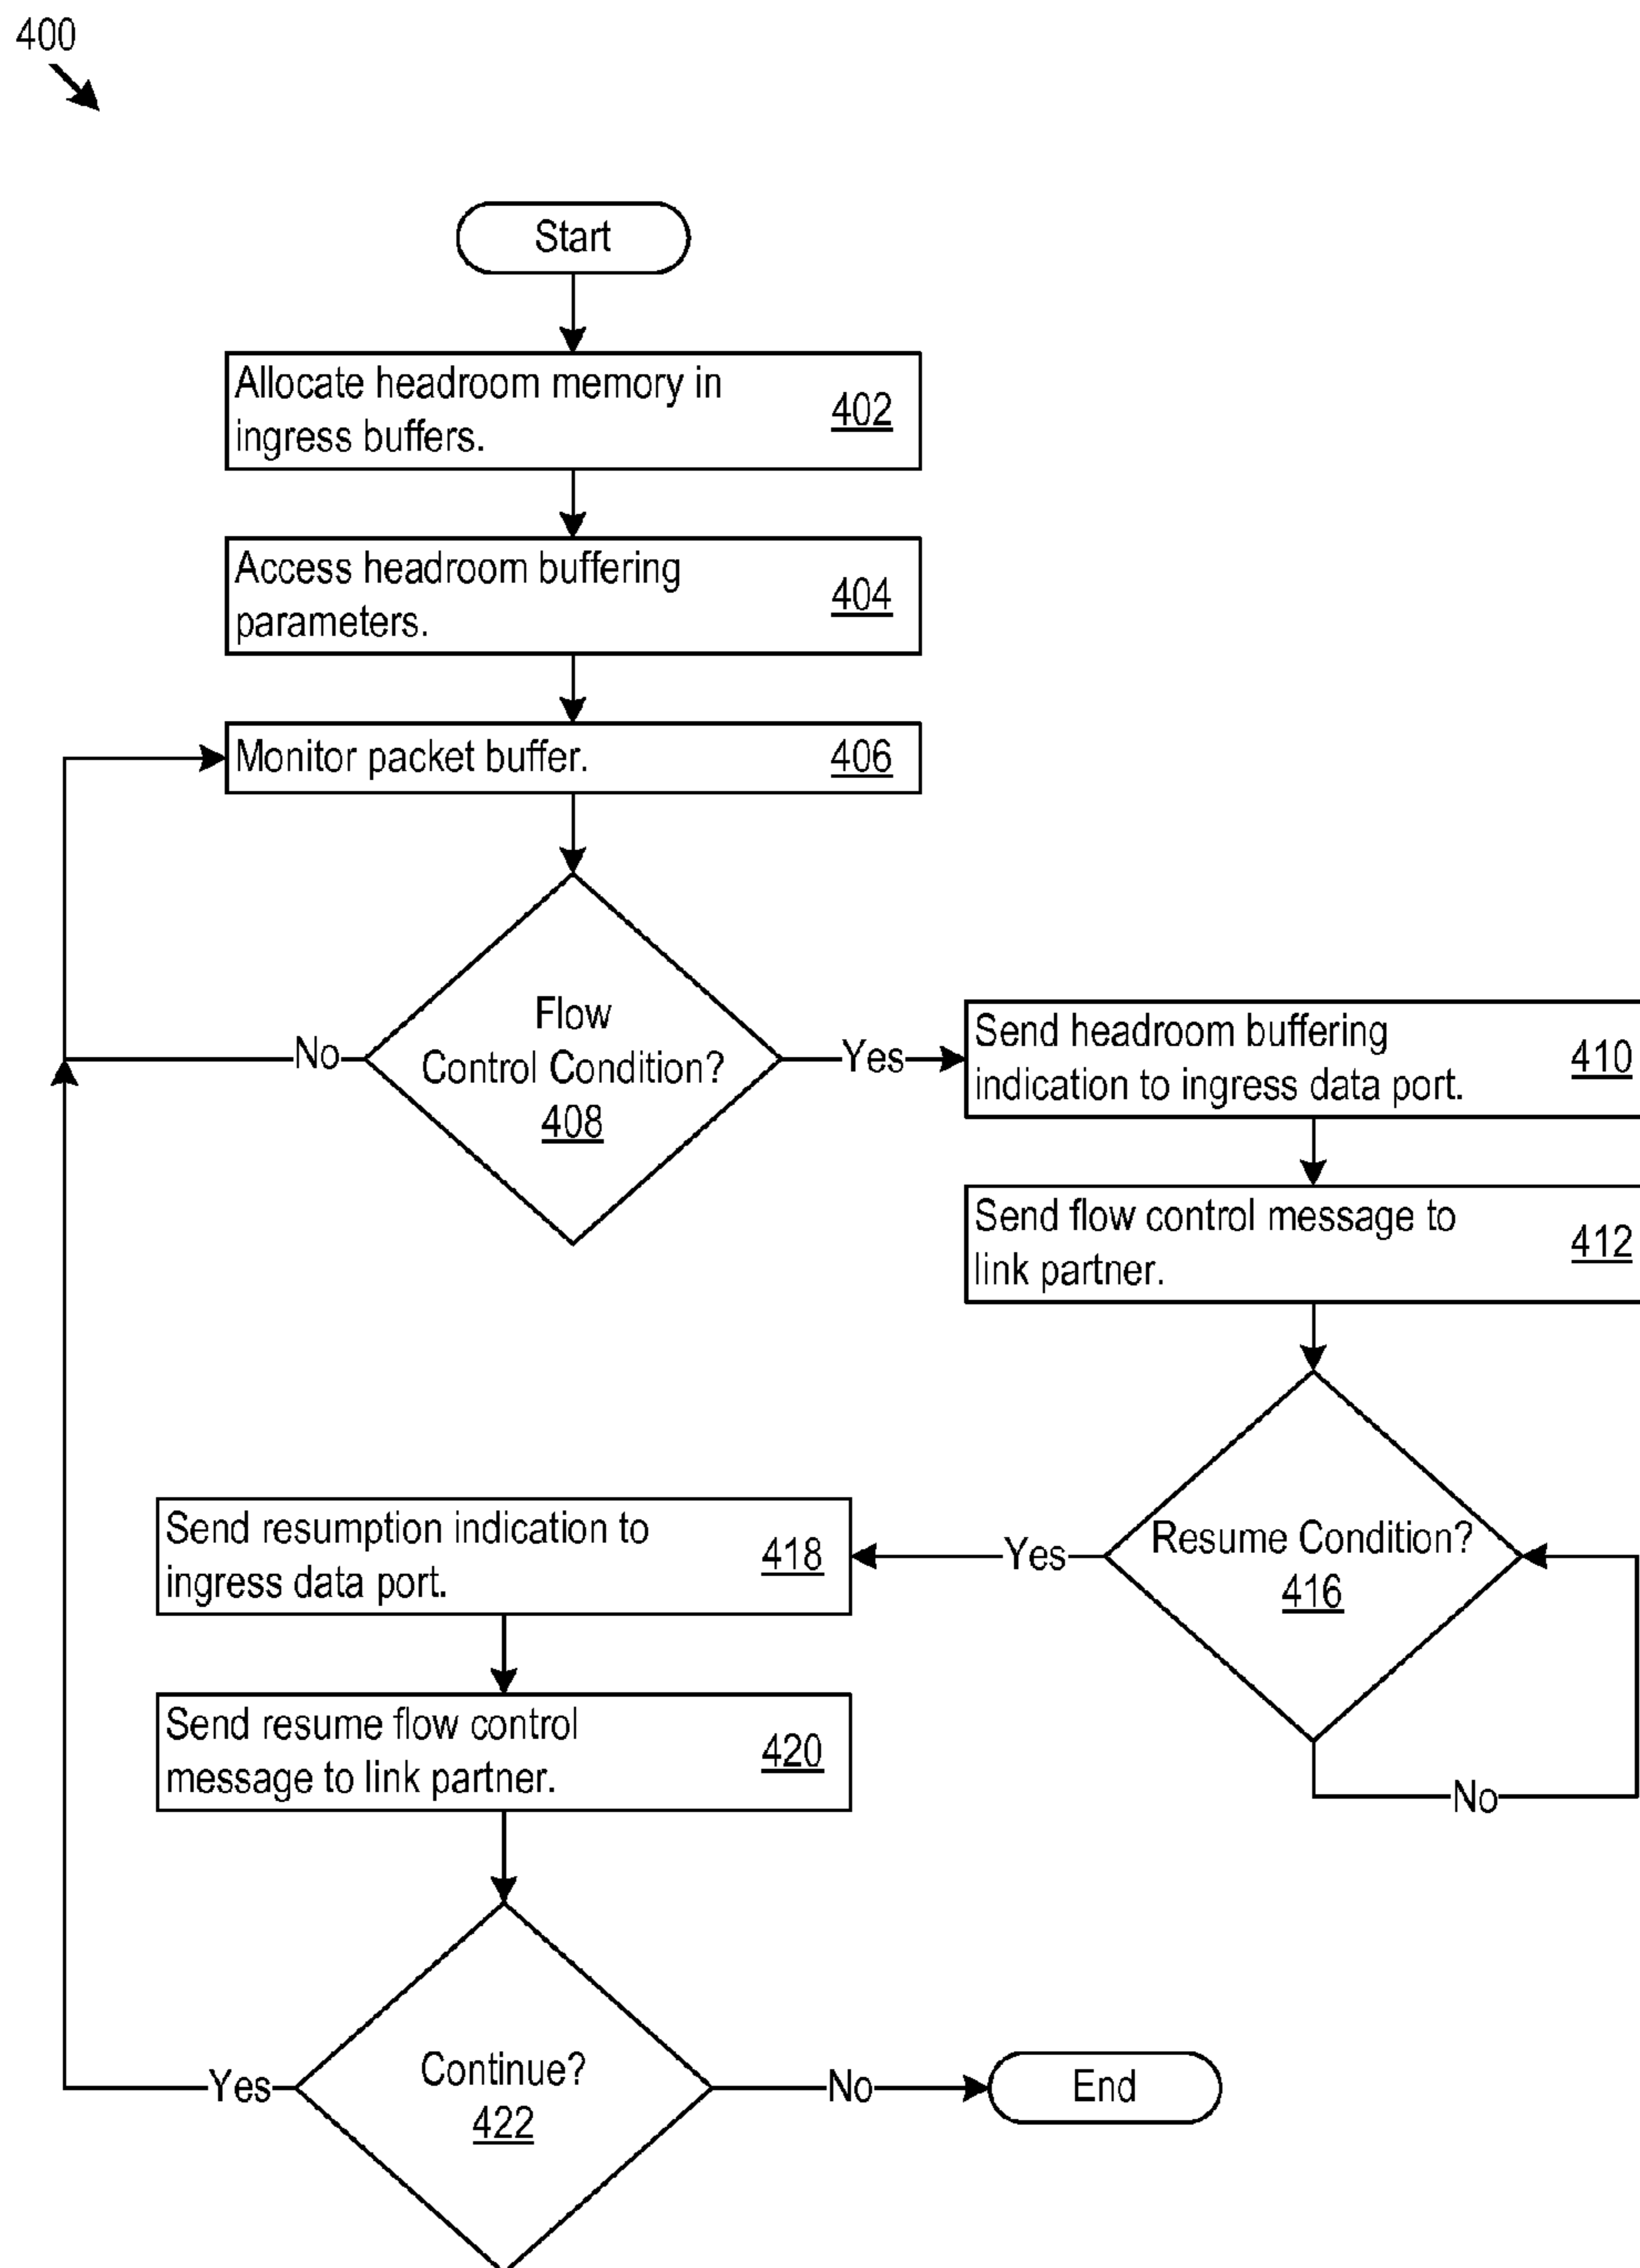 400
Start
Allocate headroom memory in
ingress buffers.
402
Access headroom buffering
parameters.
404
Monitor packet buffer.
406
Flow
Control Condition?
408
No
Yes
Send headroom buffering
indication to ingress data port.
410
Send flow control message to
link partner.
412
Resume Condition?
416
Yes
No
Send resumption indication to
ingress data port.
418
Send resume flow control
message to link partner.
420
Continue?
422
Yes
No
End